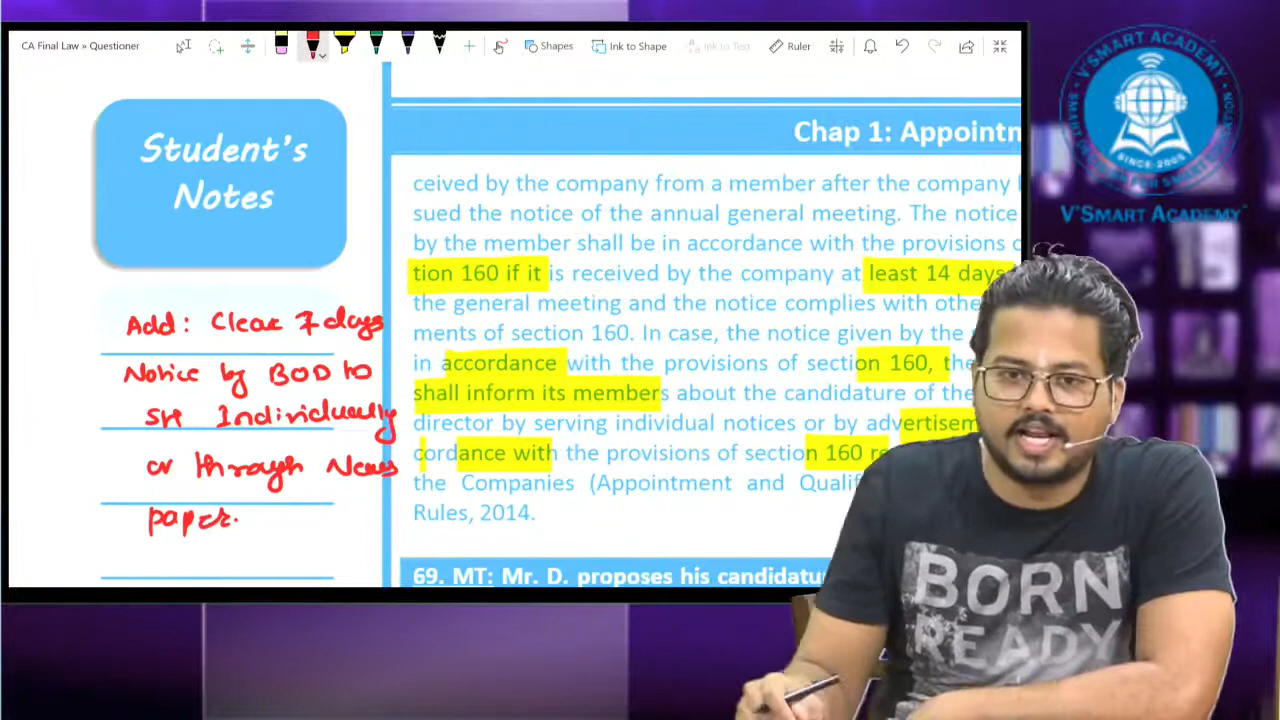 CA Final Law » Questioner
Shapes
Ink to Shape
Ink to Text
Ruler
V'SMART ACADEMY
SINCE-2005
V'SMART ACADEMY
Student's
Notes
Add: Clear 7 days
Notice by BOD to
SH Individually
or through News
paper.
Chap 1: Appointm
ceived by the company from a member after the company
sued the notice of the annual general meeting. The notice
by the member shall be in accordance with the provisions
tion 160 if it is received by the company at least 14 days
the general meeting and the notice complies with othe
ments of section 160. In case, the notice given by the
in accordance with the provisions of section 160, the
shall inform its members about the candidature of the
director by serving individual notices or by advertisem
cordance with the provisions of section 160 re
the Companies (Appointment and Qualif
Rules, 2014.
69. MT: Mr. D. proposes his candidatu
BORN
READY